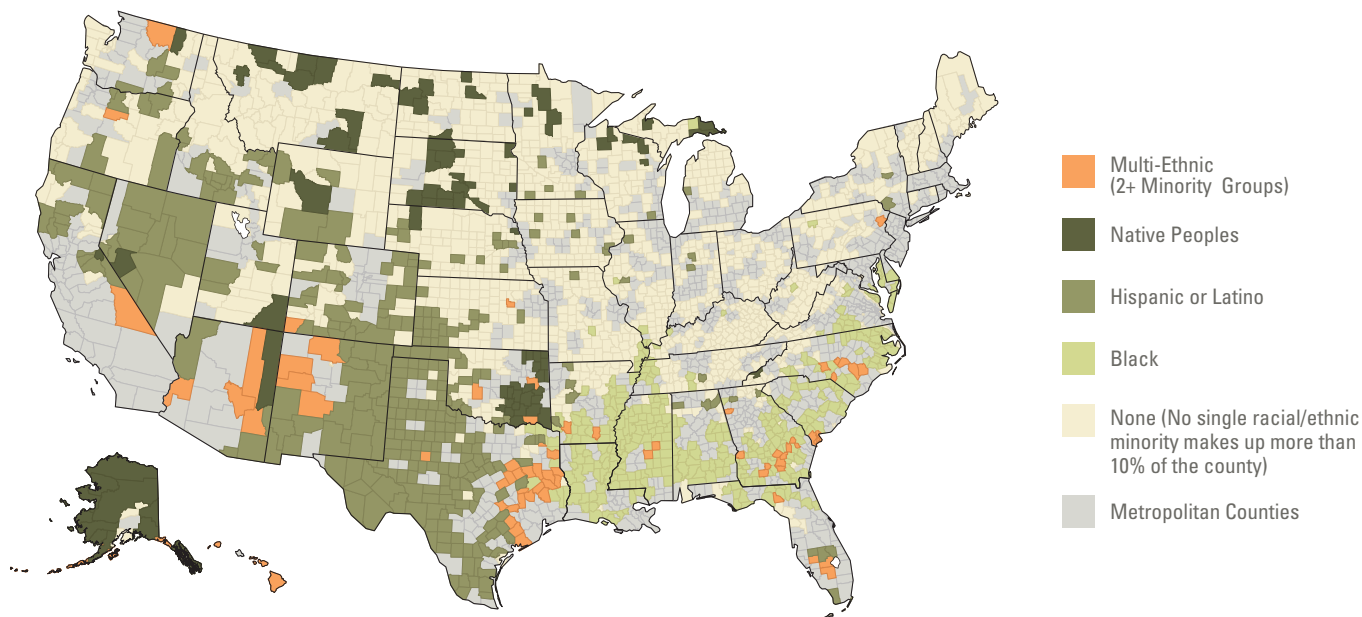 Multi-Ethnic
(2+ Minority Groups)
Native Peoples
Hispanic or Latino
Black
None (No single racial/ethnic
minority makes up more than
10% of the county)
Metropolitan Counties